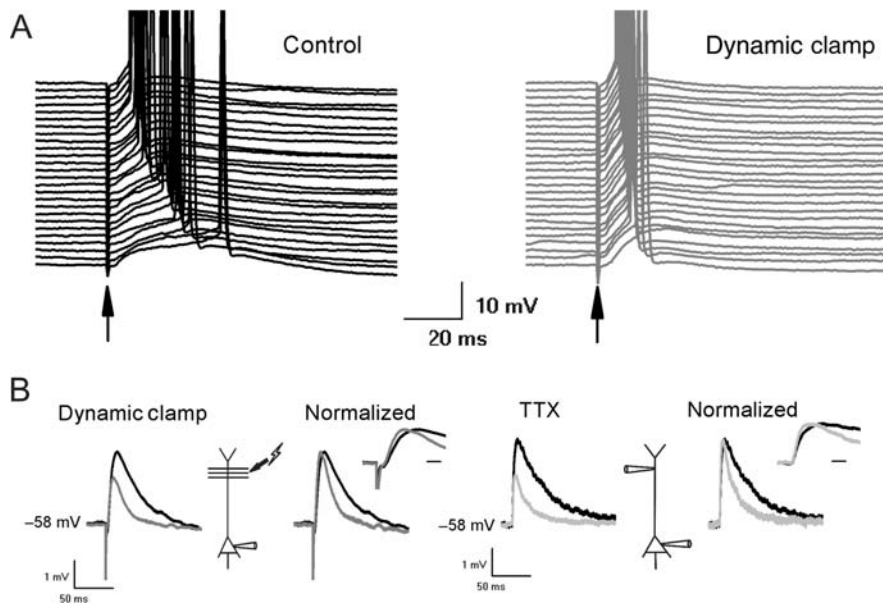 A
Control
Dynamic clamp
10 mV
20 ms
B
Dynamic clamp
Normalized
TTX
Normalized
–58 mV
–58 mV
1 mV
50 ms
1 mV
50 ms